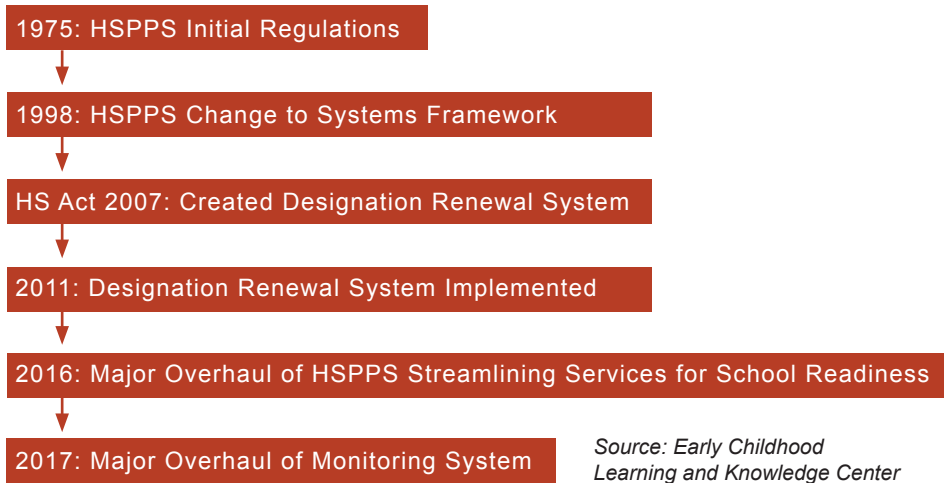 1975: HSPPS Initial Regulations
1998: HSPPS Change to Systems Framework
HS Act 2007: Created Designation Renewal System
2011: Designation Renewal System Implemented
2016: Major Overhaul of HSPPS Streamlining Services for School Readiness
2017: Major Overhaul of Monitoring System
Source: Early Childhood
Learning and Knowledge Center